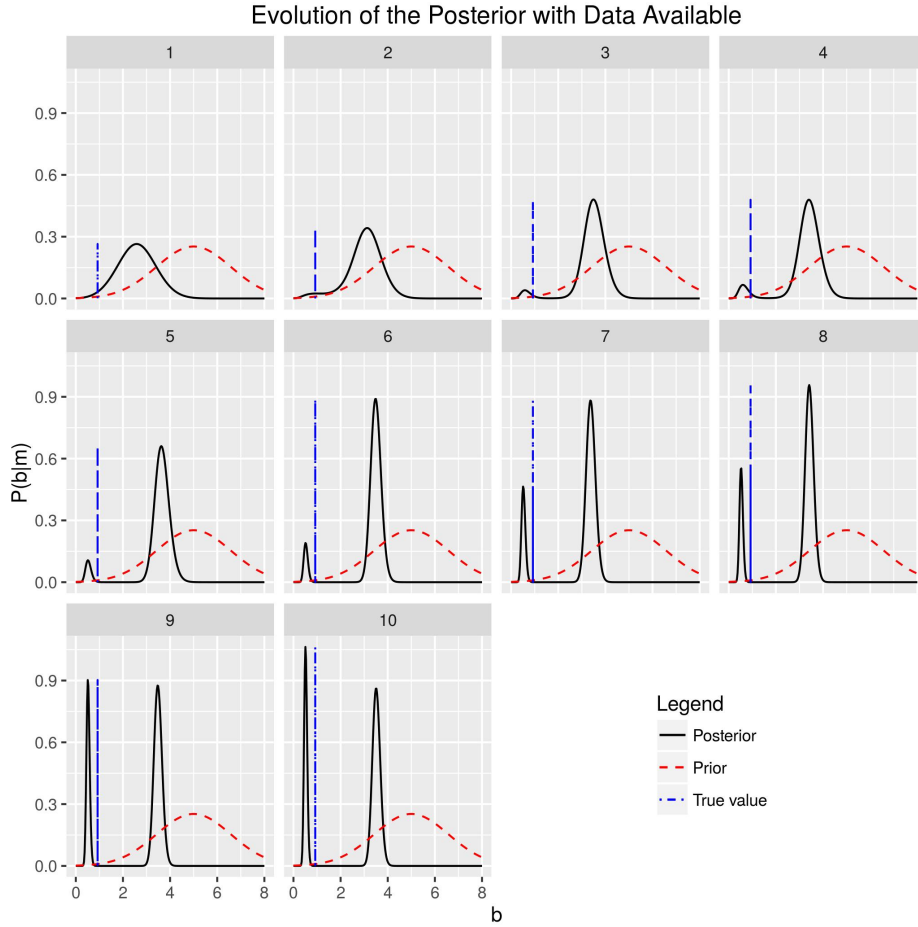 Evolution of the Posterior with Data Available
1 2 3 4
0.9
0.6
0.3
0.0
5 6 7 8
0.9
0.6
0.3
0.0
P(b|m)
9 10
0.9
0.6
0.3
0.0
0 2 4 6 8 0 2 4 6 8
b
Legend
Posterior
Prior
True value